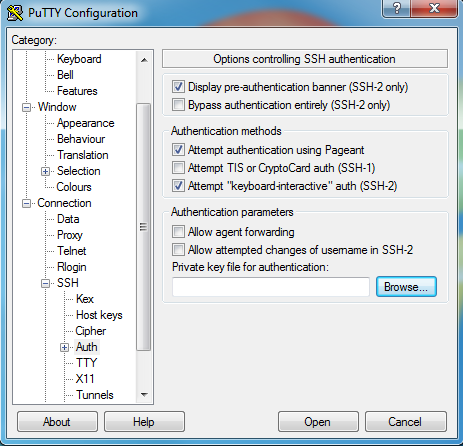 PuTTY Configuration
Category:
Keyboard
Bell
Features
Window
Appearance
Behaviour
Translation
Selection
Colours
Connection
Data
Proxy
Telnet
Rlogin
SSH
Kex
Host keys
Cipher
Auth
TTY
X11
Tunnels
Options controlling SSH authentication
Display pre-authentication banner (SSH-2 only)
Bypass authentication entirely (SSH-2 only)
Authentication methods
Attempt authentication using Pageant
Attempt TIS or CryptoCard auth (SSH-1)
Attempt "keyboard-interactive" auth (SSH-2)
Authentication parameters
Allow agent forwarding
Allow attempted changes of username in SSH-2
Private key file for authentication:
Browse...
About
Help
Open
Cancel